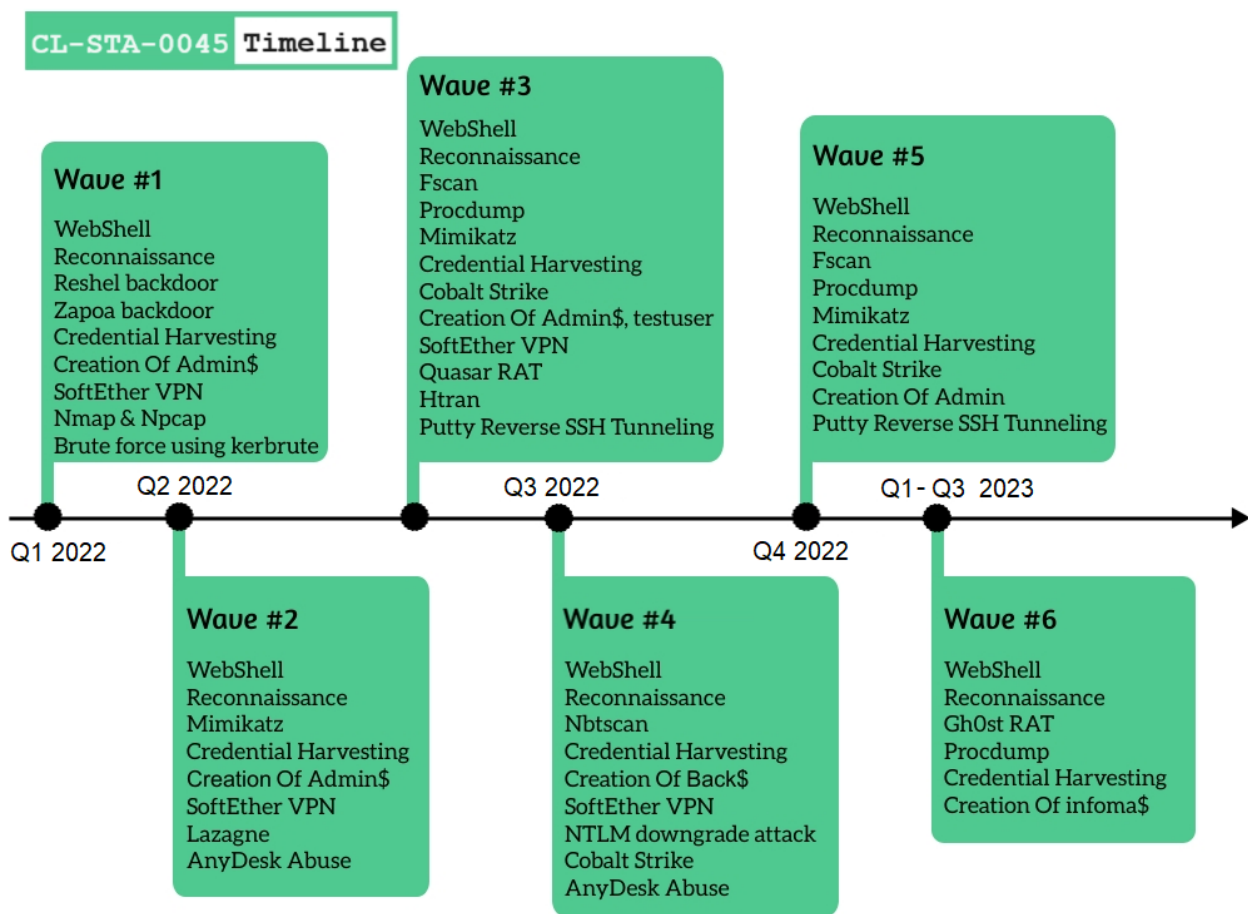 CL-STA-0045 Timeline
Wave #1
WebShell
Reconnaissance
Reshel backdoor
Zapoa backdoor
Credential Harvesting
Creation Of Admin$
SoftEther VPN
Nmap & Npcap
Brute force using kerbrute
Wave #3
WebShell
Reconnaissance
Fscan
Procdump
Mimikatz
Credential Harvesting
Cobalt Strike
Creation Of Admin$, testuser
SoftEther VPN
Quasar RAT
Htran
Putty Reverse SSH Tunneling
Wave #5
WebShell
Reconnaissance
Fscan
Procdump
Mimikatz
Credential Harvesting
Cobalt Strike
Creation Of Admin
Putty Reverse SSH Tunneling
Q2 2022
Q3 2022
Q1 - Q3 2023
Q1 2022
Q4 2022
Wave #2
WebShell
Reconnaissance
Mimikatz
Credential Harvesting
Creation Of Admin$
SoftEther VPN
Lazagne
AnyDesk Abuse
Wave #4
WebShell
Reconnaissance
Nbtscan
Credential Harvesting
Creation Of Back$
SoftEther VPN
NTLM downgrade attack
Cobalt Strike
AnyDesk Abuse
Wave #6
WebShell
Reconnaissance
Gh0st RAT
Procdump
Credential Harvesting
Creation Of infoma$